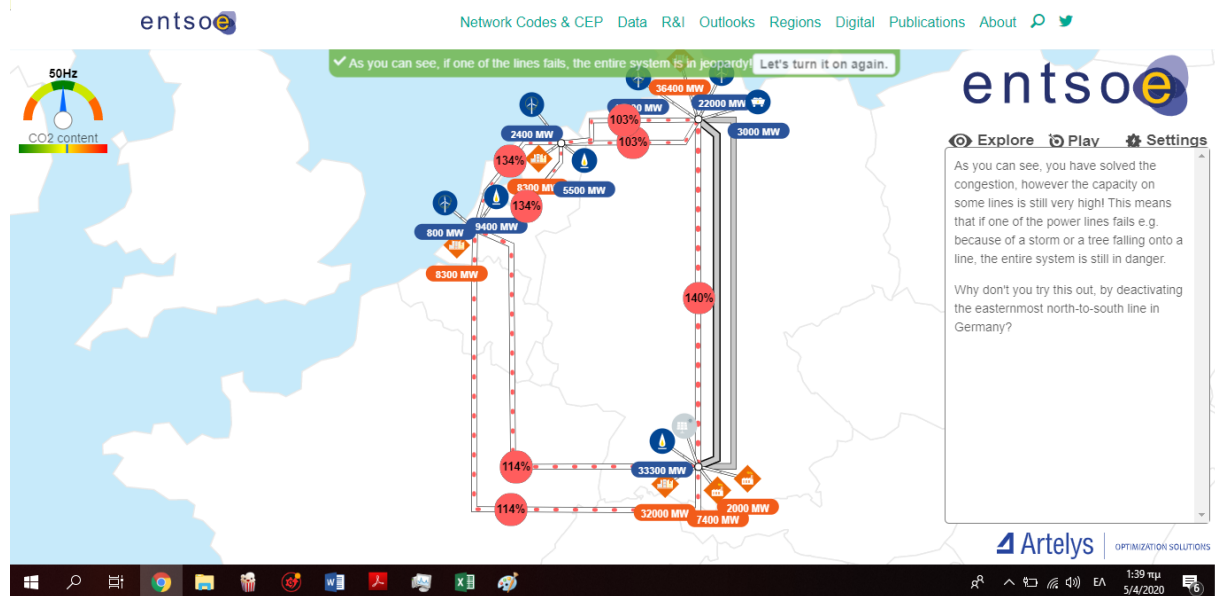 entsoe
Network Codes & CEP Data R&I Outlooks Regions Digital Publications About
As you can see, if one of the lines fails, the entire system is in jeopardy! Let's turn it on again.
50Hz
CO2 content
36400 MW
22000 MW
3000 MW
103%
103%
2400 MW
134%
8300 MW
5500 MW
134%
800 MW
9400 MW
8300 MW
140%
114%
33300 MW
114%
32000 MW
7400 MW
2000 MW
entsoe
Explore Play Settings
As you can see, you have solved the
congestion, however the capacity on
some lines is still very high! This means
that if one of the power lines fails e.g.
because of a storm or a tree falling onto a
line, the entire system is still in danger.
Why don't you try this out, by deactivating
the easternmost north-to-south line in
Germany?
Artelys OPTIMIZATION SOLUTIONS
ΕΛ
1:39 πμ
5/4/2020
6